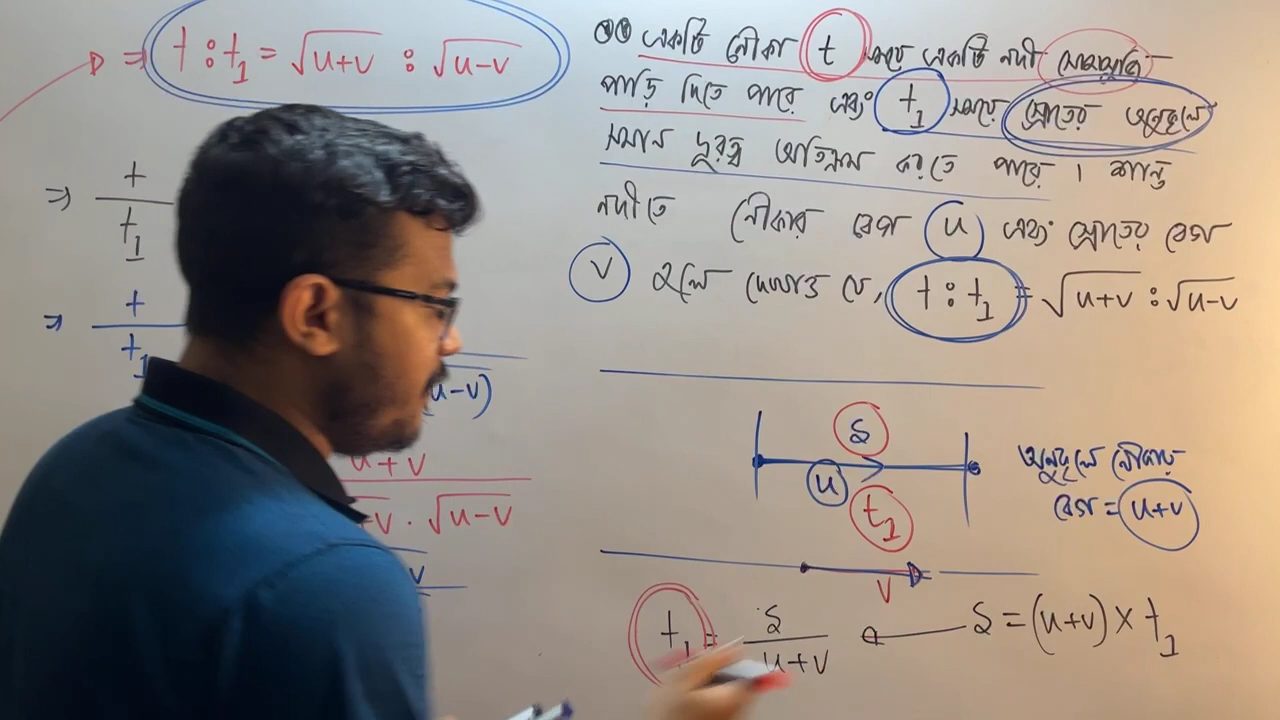 ⇒ t : t₁ = √(u+v) : √(u-v)
⇒ t / t₁
⇒ t / t₁
(u-v)
u+v
v . √(u-v)
v
একটি নৌকা t সময়ে একটি নদী সোজাসুজি
পাড়ি দিতে পারে এবং t₁ সময়ে স্রোতের অনুকূলে
সমান দূরত্ব অতিক্রম করতে পারে । শান্ত
নদীতে নৌকার বেগ u এবং স্রোতের বেগ
v হলে দেখাও যে, t : t₁ = √(u+v) : √(u-v)
S
u
t₁
v
অনুকূলে নৌকার
বেগ = u+v
t₁ = S / u+v
S = (u+v) × t₁